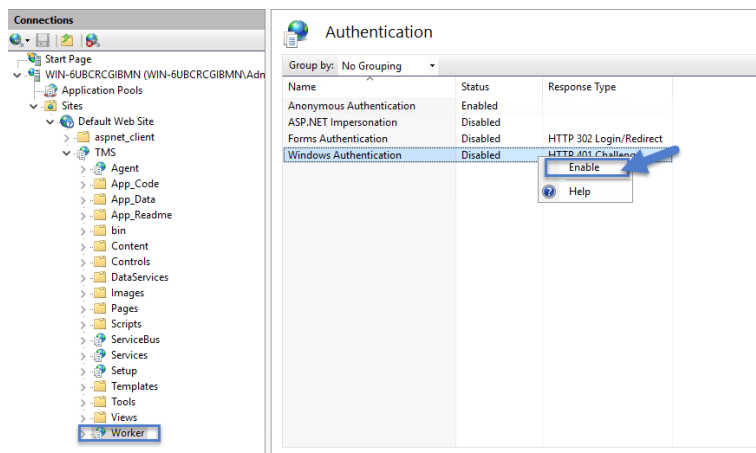 Connections
Start Page
WIN-6UBCRCGIBMN (WIN-6UBCRCGIBMN\Adn
Application Pools
Sites
Default Web Site
aspnet_client
TMS
Agent
App_Code
App_Data
App_Readme
bin
Content
Controls
DataServices
Images
Pages
Scripts
ServiceBus
Services
Setup
Templates
Tools
Views
Worker
Authentication
Group by: No Grouping
Name Status Response Type
Anonymous Authentication Enabled
ASP.NET Impersonation Disabled
Forms Authentication Disabled HTTP 302 Login/Redirect
Windows Authentication Disabled HTTP 401 Challeng
Enable
Help